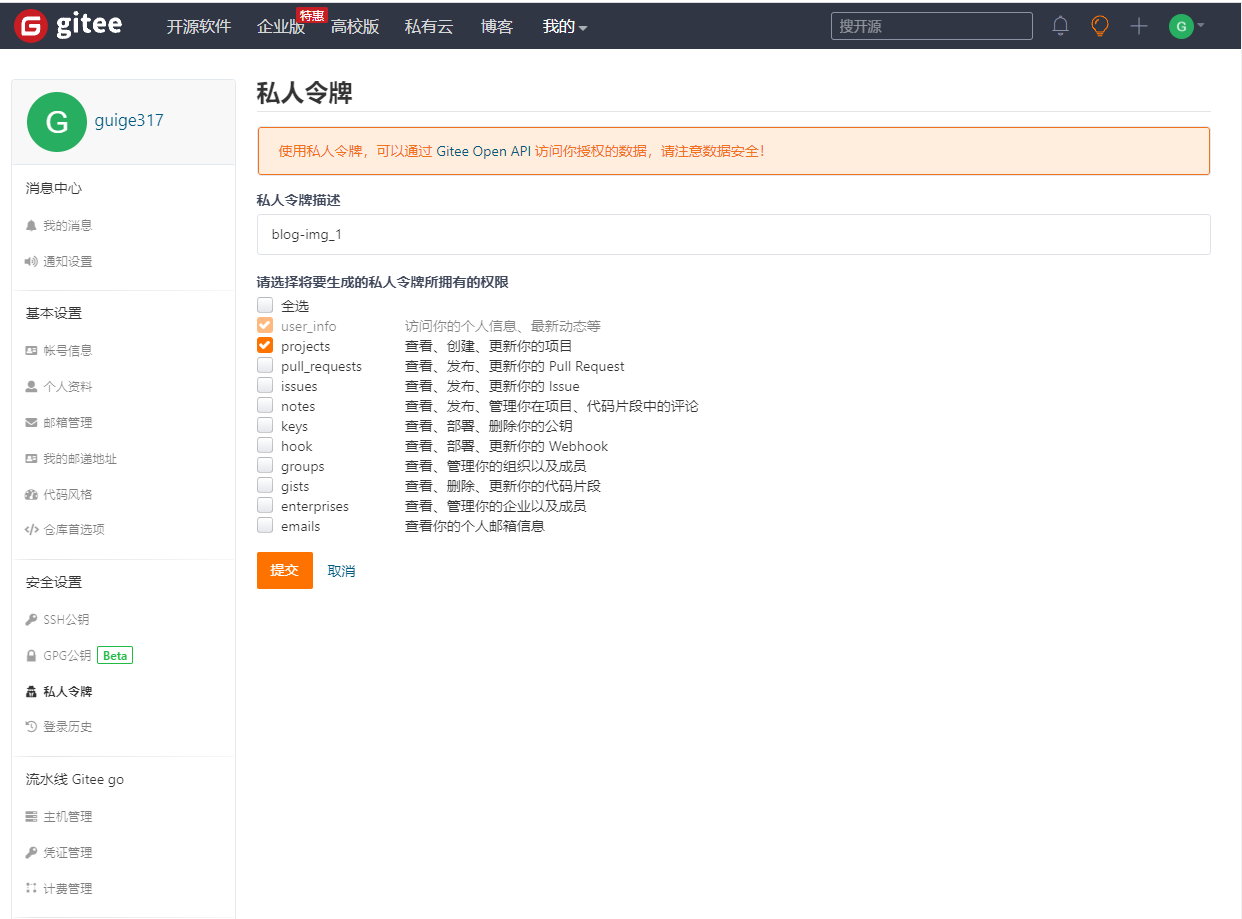 gitee 开源软件 企业版 特惠 高校版 私有云 博客 我的 搜开源 G
G guige317
消息中心
我的消息
通知设置
基本设置
帐号信息
个人资料
邮箱管理
我的邮递地址
代码风格
仓库首选项
安全设置
SSH公钥
GPG公钥 Beta
私人令牌
登录历史
流水线 Gitee go
主机管理
凭证管理
计费管理
私人令牌
使用私人令牌，可以通过 Gitee Open API 访问你授权的数据，请注意数据安全！
私人令牌描述
blog-img_1
请选择将要生成的私人令牌所拥有的权限
全选
user_info 访问你的个人信息、最新动态等
projects 查看、创建、更新你的项目
pull_requests 查看、发布、更新你的 Pull Request
issues 查看、发布、更新你的 Issue
notes 查看、发布、管理你在项目、代码片段中的评论
keys 查看、部署、删除你的公钥
hook 查看、部署、更新你的 Webhook
groups 查看、管理你的组织以及成员
gists 查看、删除、更新你的代码片段
enterprises 查看、管理你的企业以及成员
emails 查看你的个人邮箱信息
提交 取消